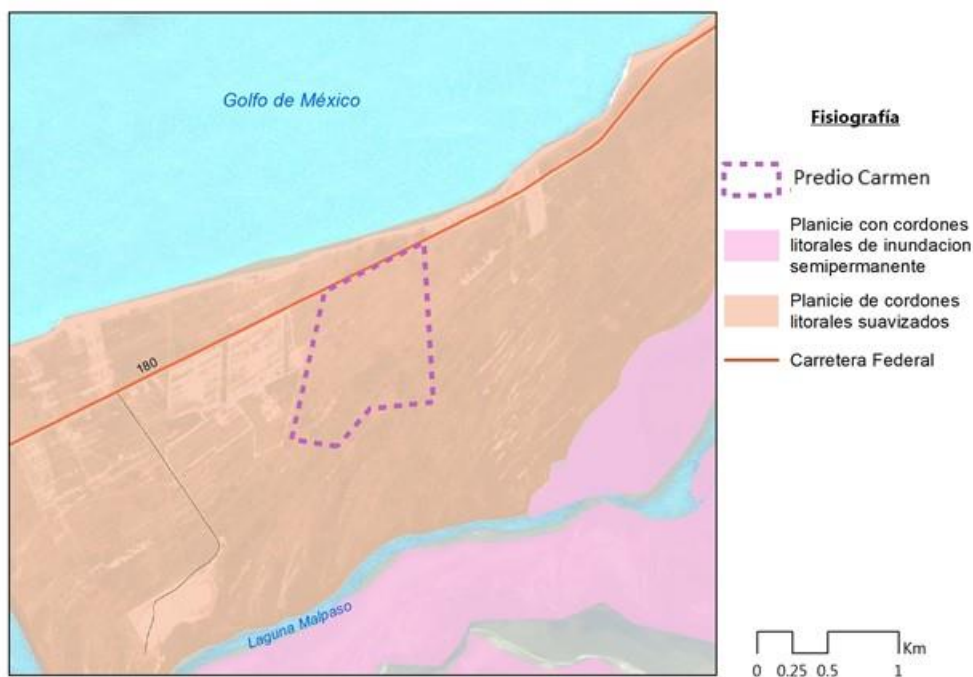 Golfo de México
180
Laguna Malpaso
Fisiografía
Predio Carmen
Planicie con cordones
litorales de inundacion
semipermanente
Planicie de cordones
litorales suavizados
Carretera Federal
Km
0 0.25 0.5 1